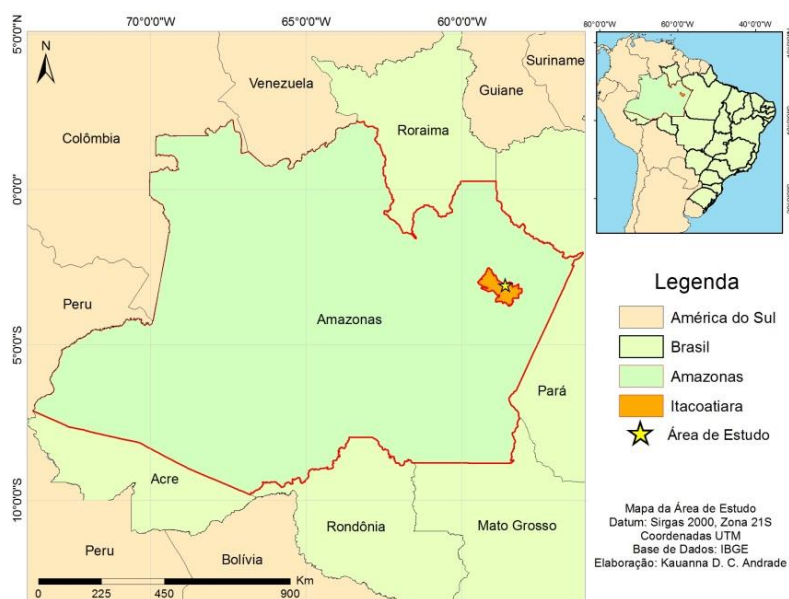 70°0'0"W 65°0'0"W 60°0'0"W
5°0'0"N
0°0'0"
5°0'0"S
10°0'0"S
N
Suriname
Venezuela
Guiane
Colômbia
Roraima
Peru
Amazonas
Pará
Acre
Rondônia
Mato Grosso
Peru
Bolívia
Km
0 225 450 900
80°0'0"W 60°0'0"W 40°0'0"W
Legenda
América do Sul
Brasil
Amazonas
Itacoatiara
Área de Estudo
Mapa da Área de Estudo
Datum: Sirgas 2000, Zona 21S
Coordenadas UTM
Base de Dados: IBGE
Elaboração: Kauanna D. C. Andrade